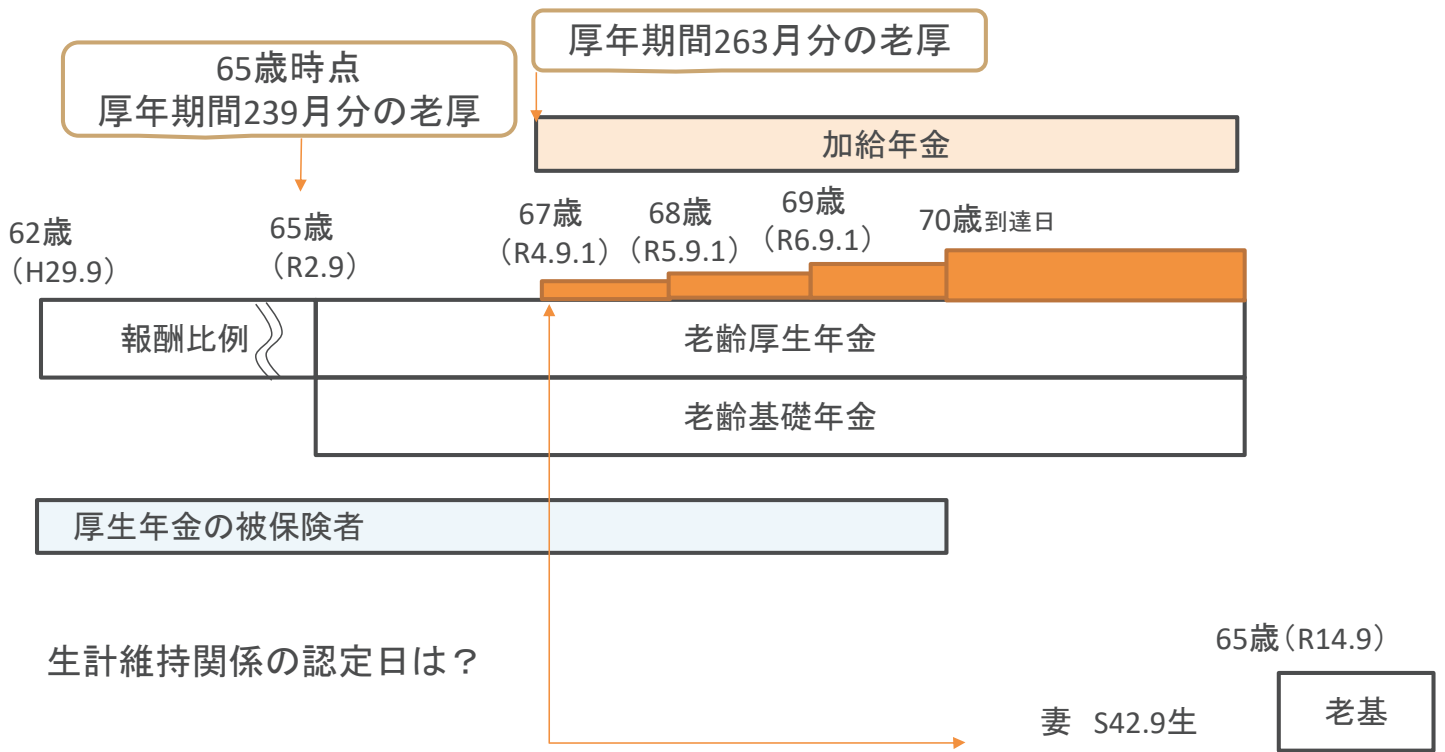 厚年期間263月分の老厚
65歳時点
厚年期間239月分の老厚
加給年金
62歳
（H29.9）
65歳
（R2.9）
67歳
（R4.9.1）
68歳
（R5.9.1）
69歳
（R6.9.1）
70歳到達日
報酬比例
老齢厚生年金
老齢基礎年金
厚生年金の被保険者
生計維持関係の認定日は？
65歳（R14.9）
妻 S42.9生
老基